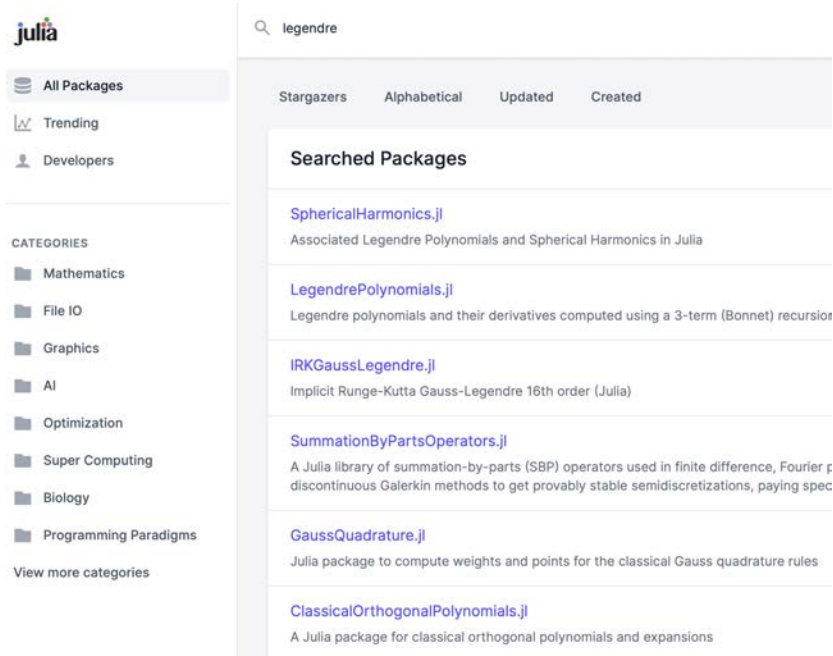 julia
legendre
All Packages
Trending
Developers
CATEGORIES
Mathematics
File IO
Graphics
AI
Optimization
Super Computing
Biology
Programming Paradigms
View more categories
Stargazers Alphabetical Updated Created
Searched Packages
SphericalHarmonics.jl
Associated Legendre Polynomials and Spherical Harmonics in Julia
LegendrePolynomials.jl
Legendre polynomials and their derivatives computed using a 3-term (Bonnet) recursion
IRKGaussLegendre.jl
Implicit Runge-Kutta Gauss-Legendre 16th order (Julia)
SummationByPartsOperators.jl
A Julia library of summation-by-parts (SBP) operators used in finite difference, Fourier p
discontinuous Galerkin methods to get provably stable semidiscretizations, paying spec
GaussQuadrature.jl
Julia package to compute weights and points for the classical Gauss quadrature rules
ClassicalOrthogonalPolynomials.jl
A Julia package for classical orthogonal polynomials and expansions